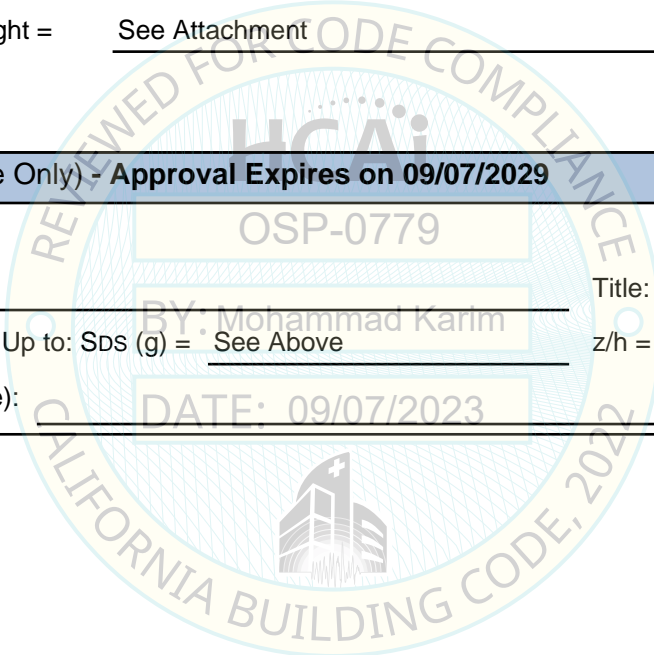 ght = See Attachment
REVIEWED FOR CODE COMPLIANCE
HCAi
e Only) - Approval Expires on 09/07/2029
OSP-0779
Title:
BY: Mohammad Karim
Up to: SDS (g) = See Above z/h =
e):
DATE: 09/07/2023
CALIFORNIA BUILDING CODE, 2022